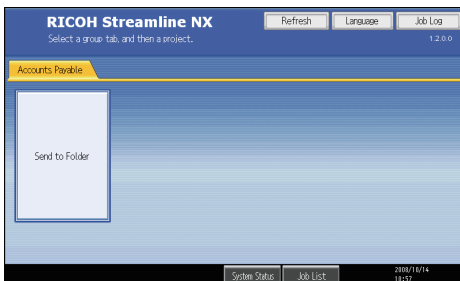 RICOH Streamline NX
Refresh
Language
Job Log
Select a group tab, and then a project.
1.2.0.0
Accounts Payable
Send to Folder
System Status
Job List
2008/10/14
10:57